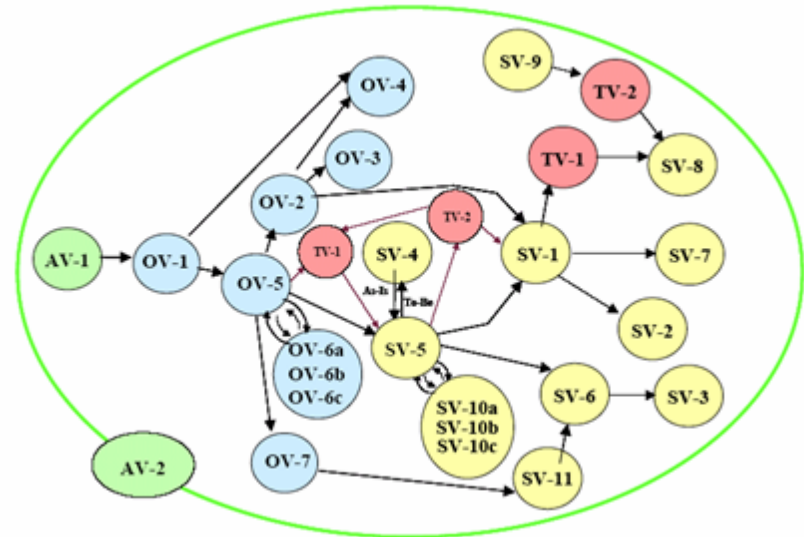 SV-9
OV-4
TV-2
OV-3
TV-1
SV-8
OV-2
TV-2
AV-1
OV-1
TV-1
SV-4
SV-1
SV-7
OV-5
As-Is
To-Be
SV-2
OV-6a
OV-6b
OV-6c
SV-5
SV-6
SV-3
SV-10a
SV-10b
SV-10c
AV-2
OV-7
SV-11